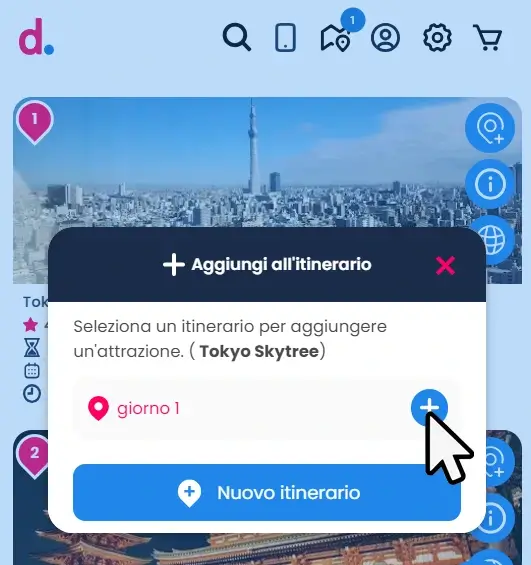 d.
1
1
Aggiungi all'itinerario
Tok
Seleziona un itinerario per aggiungere
un'attrazione. ( Tokyo Skytree)
giorno 1
2
Nuovo itinerario